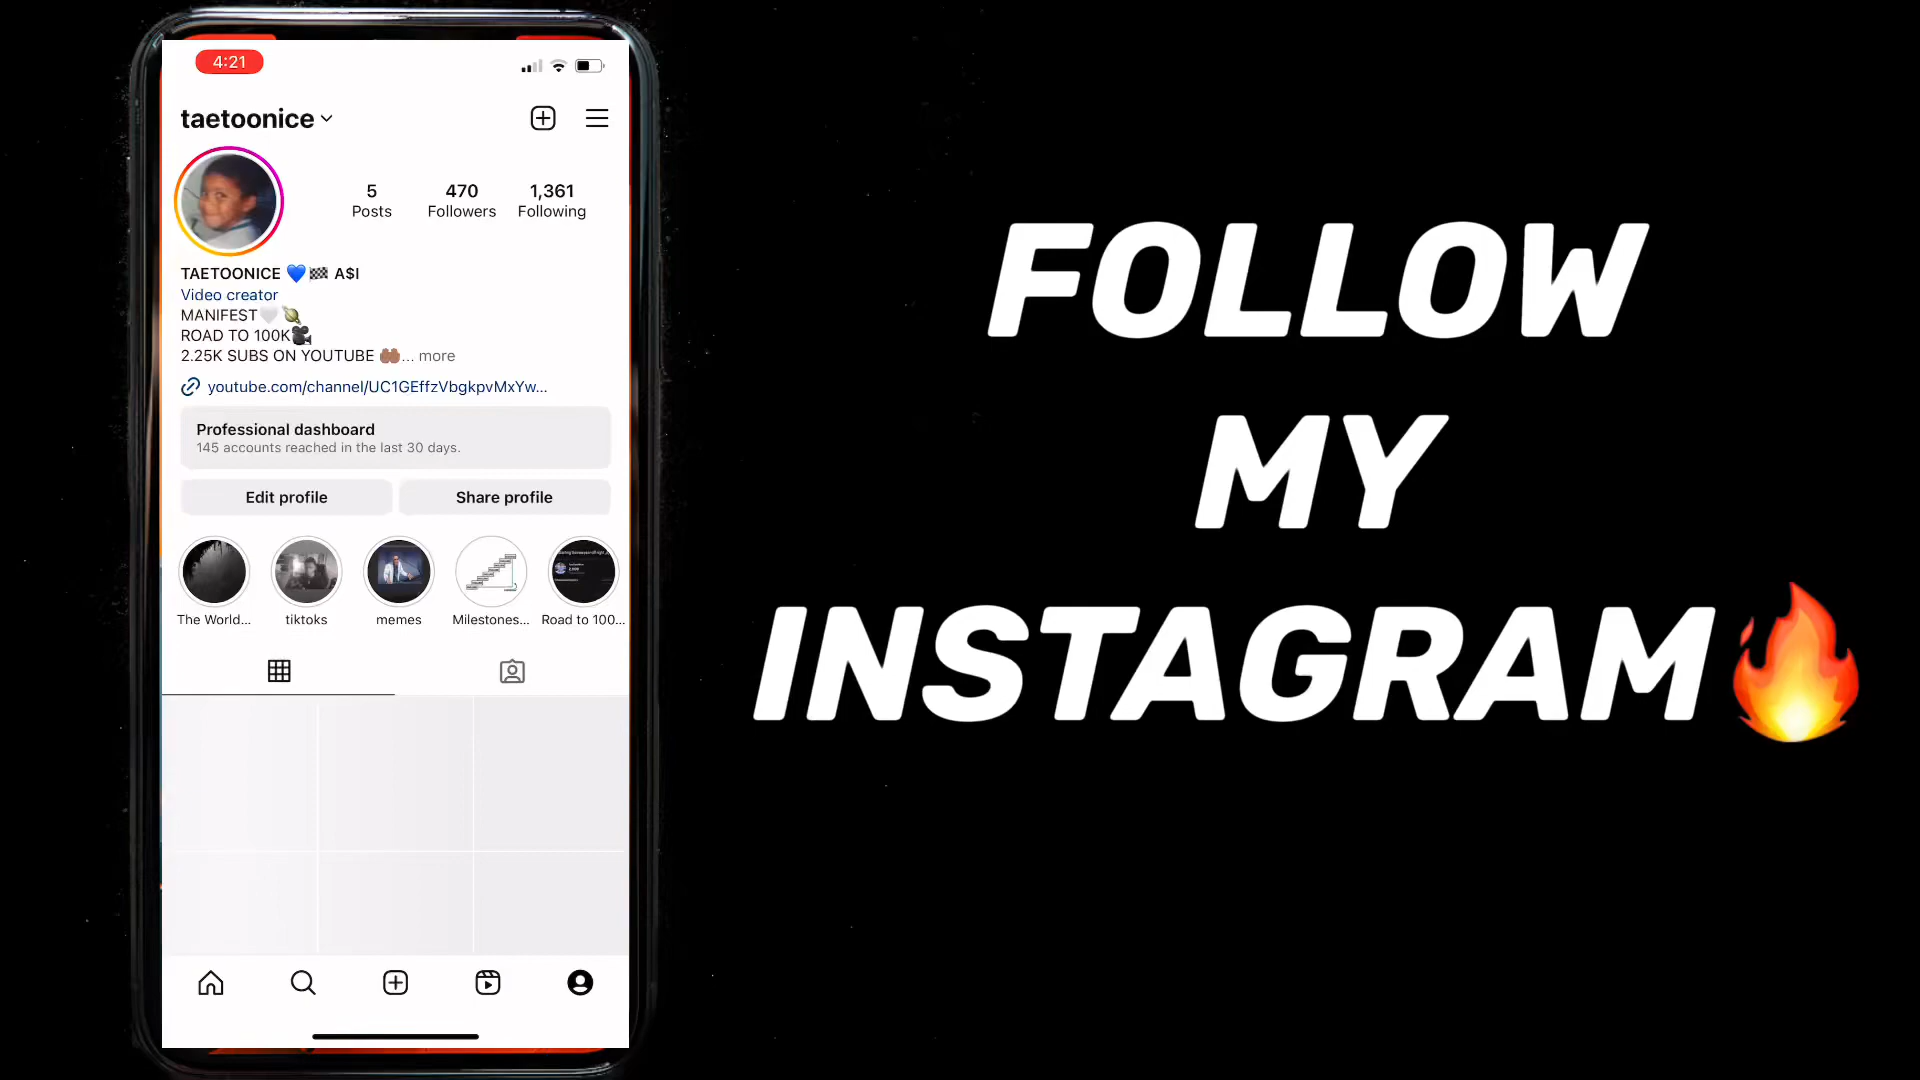 4:21
taetoonice
5 470 1,361
Posts Followers Following
TAETOONICE 💙🏁 A$I
Video creator
MANIFEST🤍🪐
ROAD TO 100K🎥
2.25K SUBS ON YOUTUBE 🤲🏾... more
youtube.com/channel/UC1GEffzVbgkpvMxYw...
Professional dashboard
145 accounts reached in the last 30 days.
Edit profile Share profile
The World... tiktoks memes Milestones... Road to 100...
FOLLOW
MY
INSTAGRAM🔥